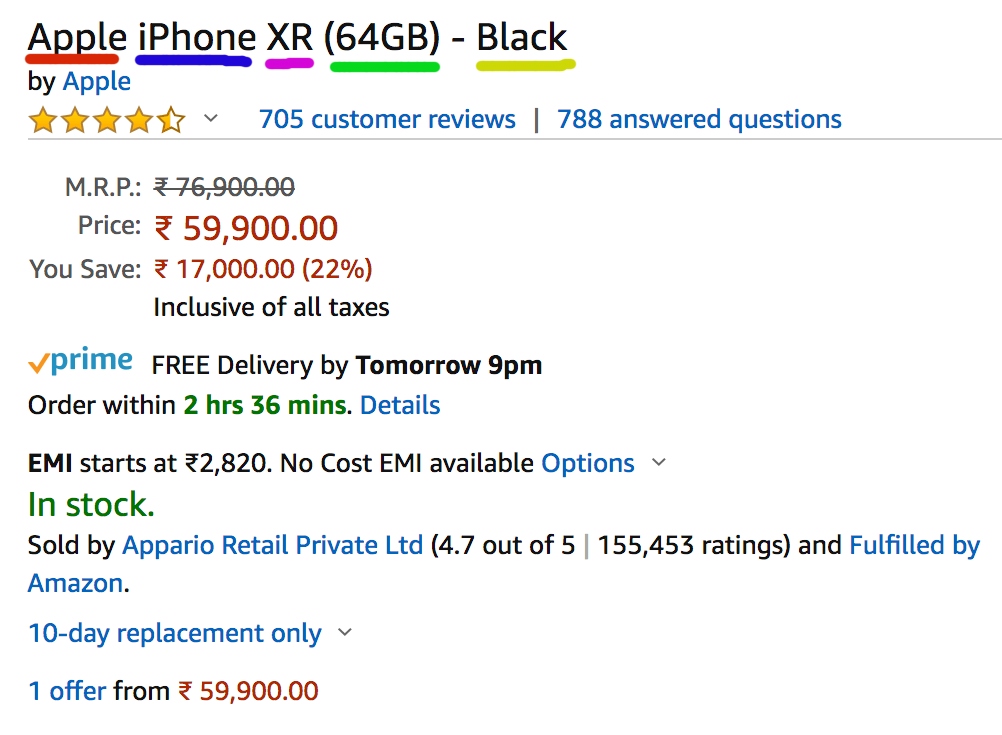 Apple iPhone XR (64GB) - Black
by Apple
705 customer reviews | 788 answered questions
M.R.P.: ₹ 76,900.00
Price: ₹ 59,900.00
You Save: ₹ 17,000.00 (22%)
Inclusive of all taxes
prime FREE Delivery by Tomorrow 9pm
Order within 2 hrs 36 mins. Details
EMI starts at ₹2,820. No Cost EMI available Options
In stock.
Sold by Appario Retail Private Ltd (4.7 out of 5 | 155,453 ratings) and Fulfilled by
Amazon.
10-day replacement only
1 offer from ₹ 59,900.00